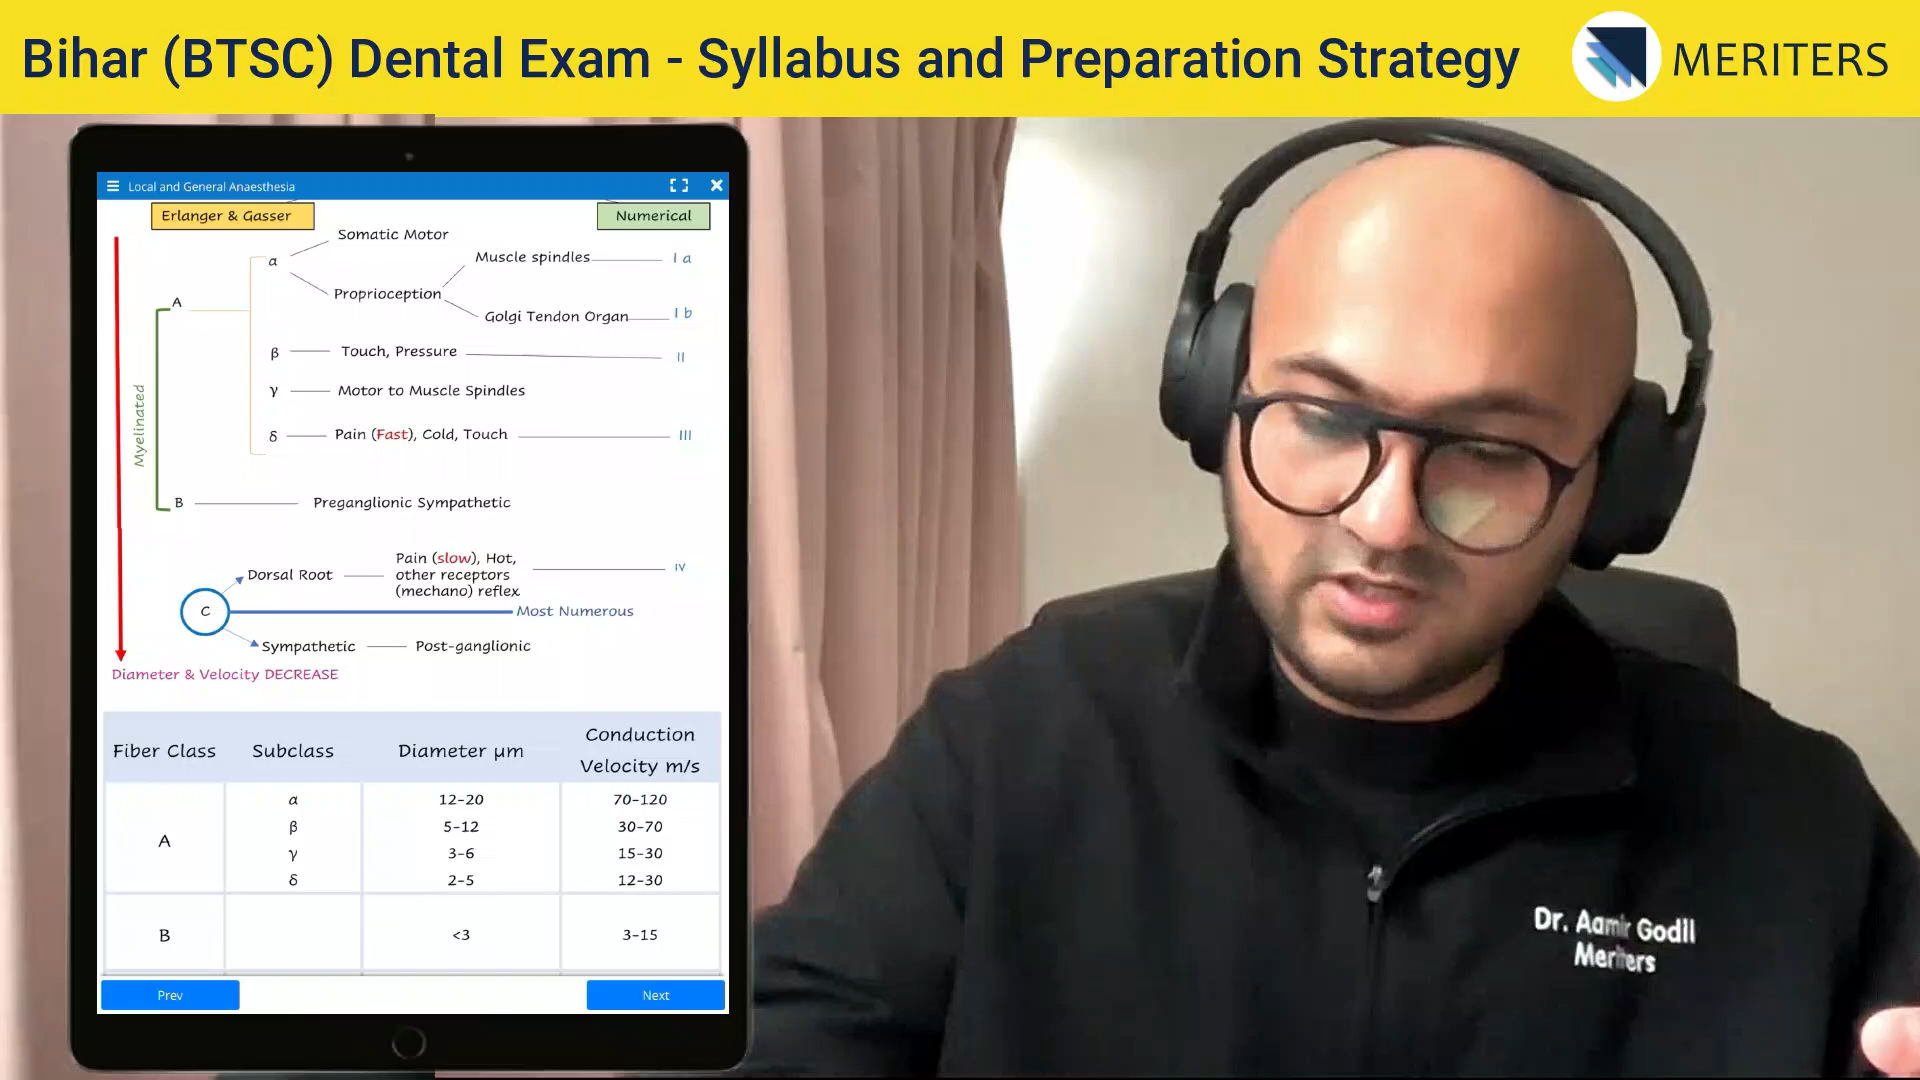 Bihar (BTSC) Dental Exam - Syllabus and Preparation Strategy
MERITERS
Local and General Anaesthesia
Erlanger & Gasser
Numerical
Somatic Motor
α
Muscle spindles
I a
Proprioception
A
Golgi Tendon Organ
I b
β
Touch, Pressure
II
γ
Motor to Muscle Spindles
Myelinated
δ
Pain (Fast), Cold, Touch
III
B
Preganglionic Sympathetic
Pain (slow), Hot,
other receptors
(mechano) reflex
Dorsal Root
IV
C
Most Numerous
Sympathetic
Post-ganglionic
Diameter & Velocity DECREASE
Fiber Class
Subclass
Diameter μm
Conduction
Velocity m/s
α 12-20 70-120
β 5-12 30-70
A
γ 3-6 15-30
δ 2-5 12-30
B <3 3-15
Prev
Next
Dr. Aamir Godil
Meriters